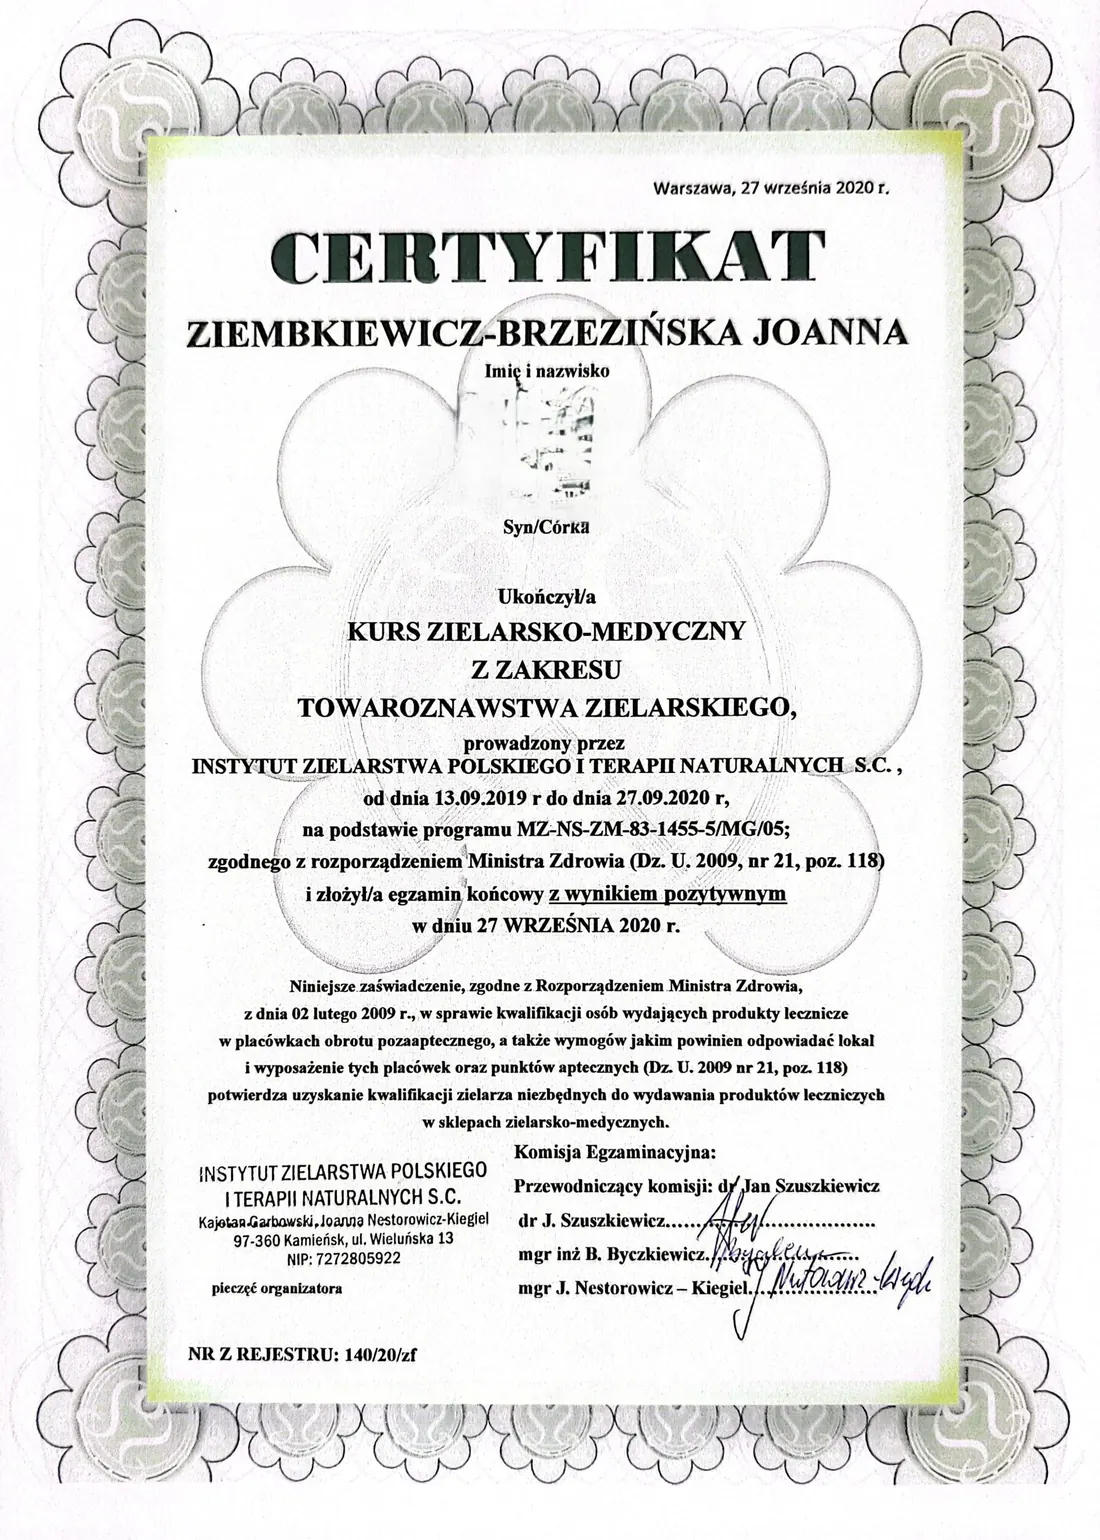 Warszawa, 27 września 2020 r.
CERTYFIKAT
ZIEMBKIEWICZ-BRZEZIŃSKA JOANNA
Imię i nazwisko
Syn/Córka
Ukończył/a
KURS ZIELARSKO-MEDYCZNY
Z ZAKRESU
TOWAROZNAWSTWA ZIELARSKIEGO,
prowadzony przez
INSTYTUT ZIELARSTWA POLSKIEGO I TERAPII NATURALNYCH S.C. ,
od dnia 13.09.2019 r do dnia 27.09.2020 r,
na podstawie programu MZ-NS-ZM-83-1455-5/MG/05;
zgodnego z rozporządzeniem Ministra Zdrowia (Dz. U. 2009, nr 21, poz. 118)
i złożył/a egzamin końcowy z wynikiem pozytywnym
w dniu 27 WRZEŚNIA 2020 r.
Niniejsze zaświadczenie, zgodne z Rozporządzeniem Ministra Zdrowia,
z dnia 02 lutego 2009 r., w sprawie kwalifikacji osób wydających produkty lecznicze
w placówkach obrotu pozaaptecznego, a także wymogów jakim powinien odpowiadać lokal
i wyposażenie tych placówek oraz punktów aptecznych (Dz. U. 2009 nr 21, poz. 118)
potwierdza uzyskanie kwalifikacji zielarza niezbędnych do wydawania produktów leczniczych
w sklepach zielarsko-medycznych.
INSTYTUT ZIELARSTWA POLSKIEGO
I TERAPII NATURALNYCH S.C.
Kajetan Garbowski, Joanna Nestorowicz-Kiegiel
97-360 Kamieńsk, ul. Wieluńska 13
NIP: 7272805922
pieczęć organizatora
Komisja Egzaminacyjna:
Przewodniczący komisji: dr Jan Szuszkiewicz
dr J. Szuszkiewicz
mgr inż B. Byczkiewicz
mgr J. Nestorowicz – Kiegiel
NR Z REJESTRU: 140/20/zf